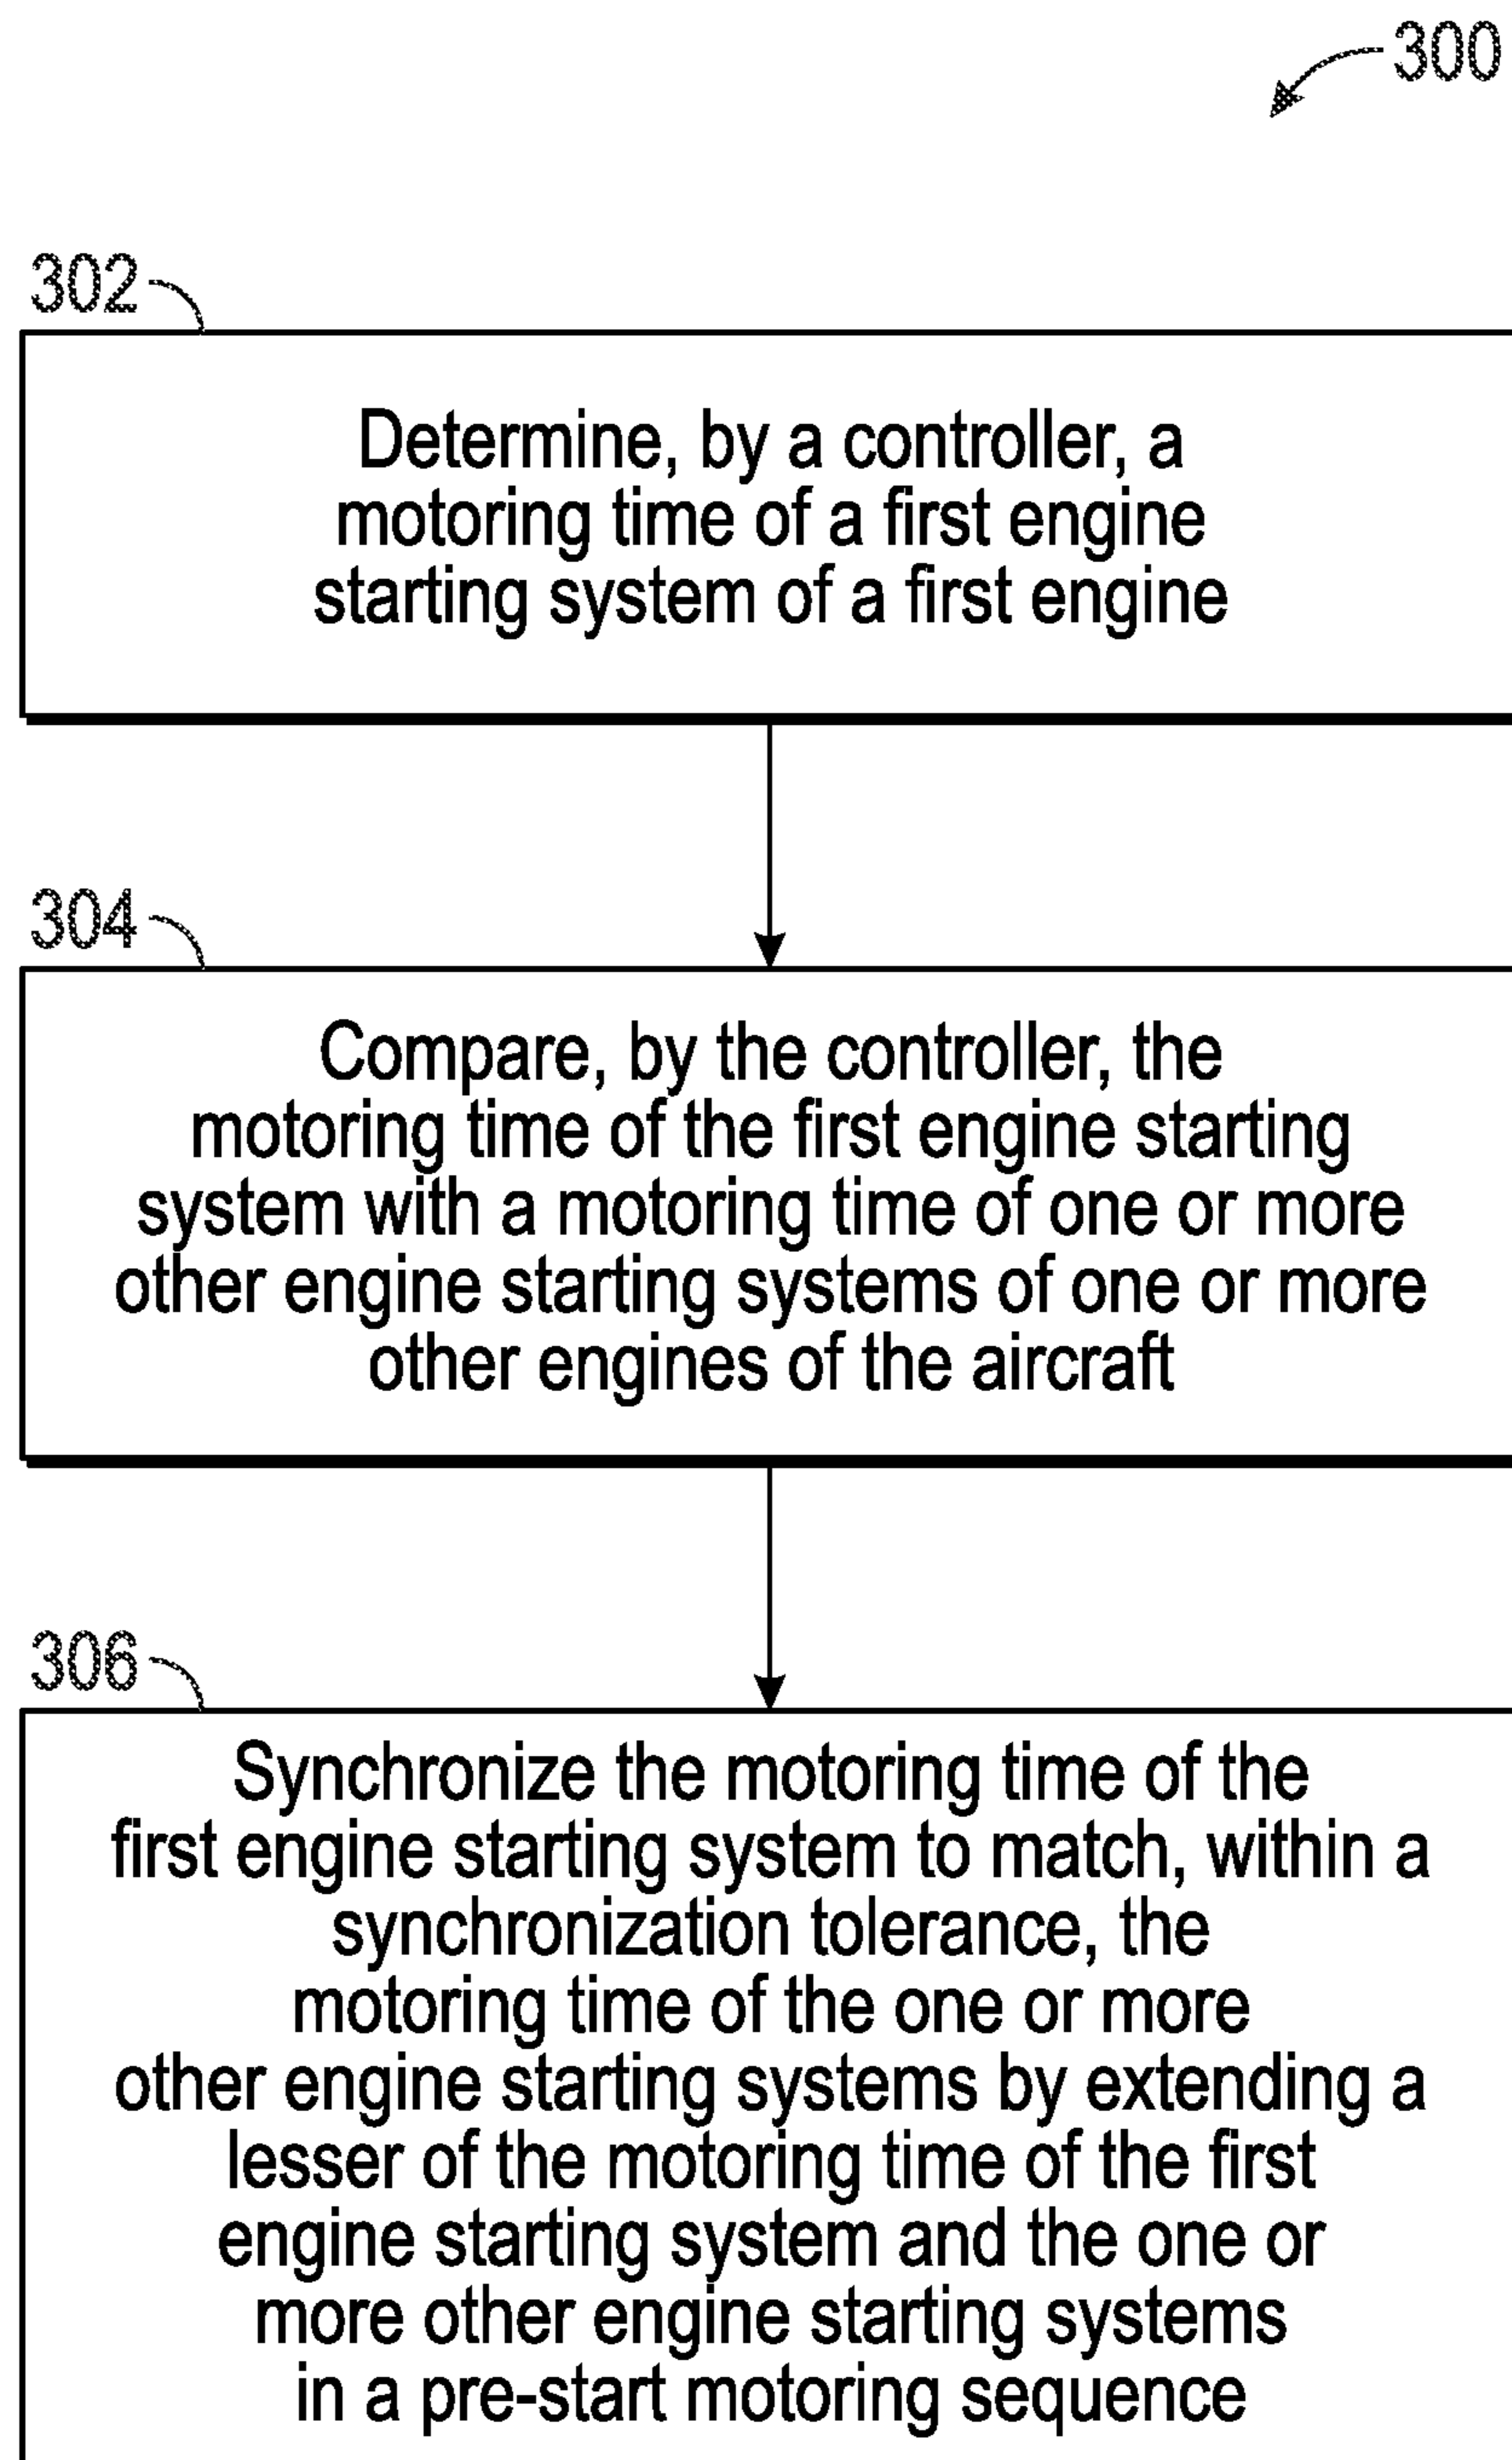 300
302
Determine, by a controller, a
motoring time of a first engine
starting system of a first engine
304
Compare, by the controller, the
motoring time of the first engine starting
system with a motoring time of one or more
other engine starting systems of one or more
other engines of the aircraft
306
Synchronize the motoring time of the
first engine starting system to match, within a
synchronization tolerance, the
motoring time of the one or more
other engine starting systems by extending a
lesser of the motoring time of the first
engine starting system and the one or
more other engine starting systems
in a pre-start motoring sequence